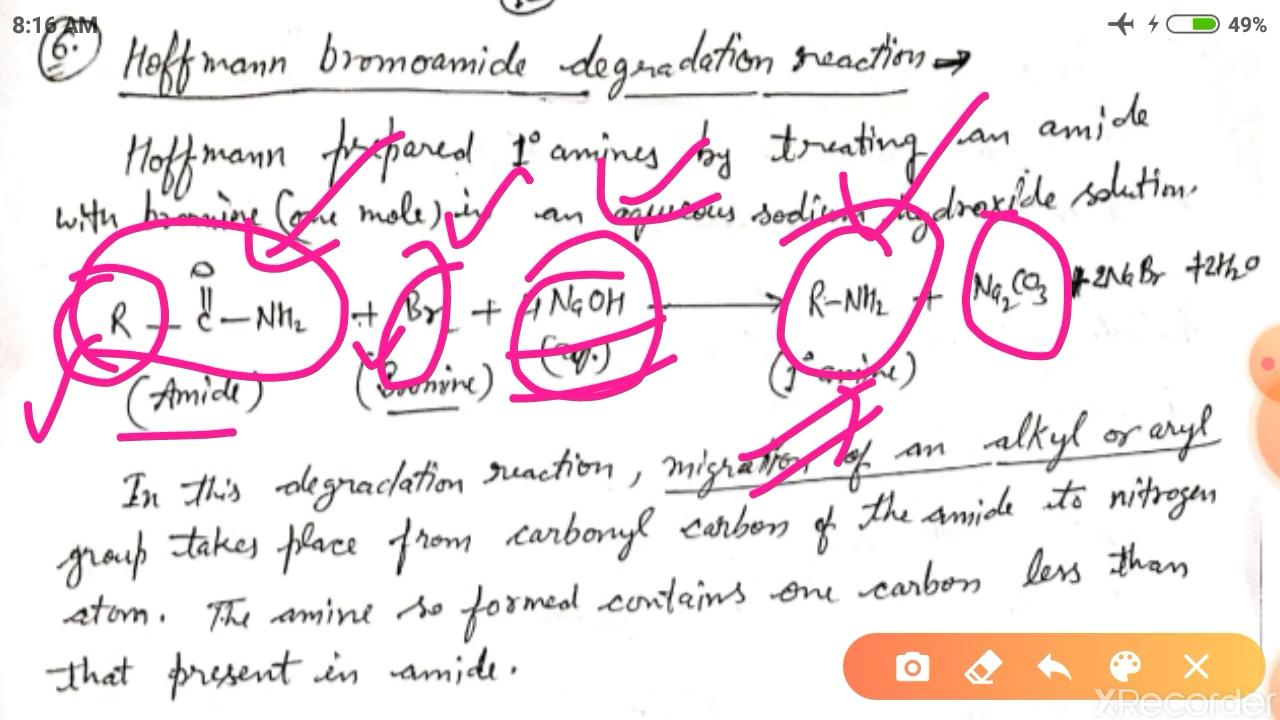 8:16 AM
49%
6. Hoffmann bromoamide degradation reaction →
Hoffmann prepared 1° amines by treating an amide
with bromine (one mole) in an aqueous sodium hydroxide solution.
O
R – C – NH2 + Br2 + 4NaOH → R–NH2 + Na2CO3 + 2NaBr + 2H2O
(aq.)
(Amide) (Bromine) (1° amine)
In this degradation reaction, migration of an alkyl or aryl
group takes place from carbonyl carbon of the amide to nitrogen
atom. The amine so formed contains one carbon less than
that present in amide.
XRecorder